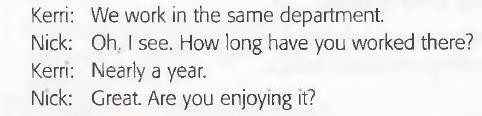 Kerri: We work in the same department.
Nick: Oh, I see. How long have you worked there?
Kerri: Nearly a year.
Nick: Great. Are you enjoying it?